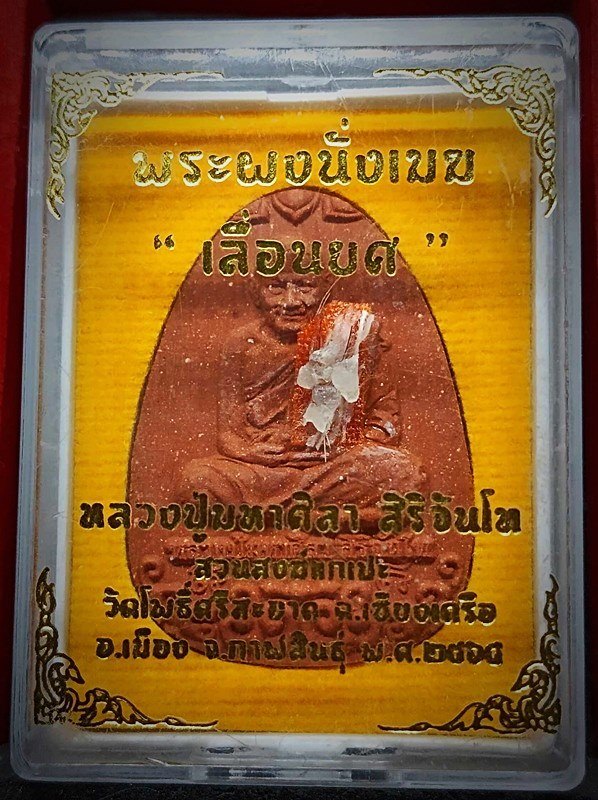 พระผงนั่งเมฆ
“ เลื่อนยศ ”
หลวงปู่มหาศิลา สิริจันโท
สวนสงฆ์แกเปะ
วัดโพธิ์ศรีสะอาด ต.เชียงเครือ
อ.เมือง จ.กาฬสินธุ์ พ.ศ.๒๕๖๕